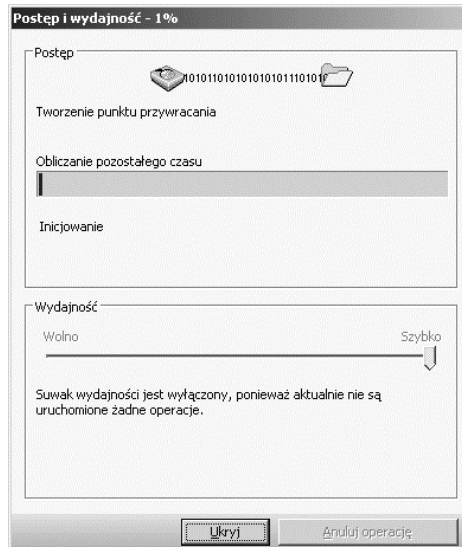 Postęp i wydajność - 1%
Postęp
Tworzenie punktu przywracania
Obliczanie pozostałego czasu
Inicjowanie
Wydajność
Wolno
Szybko
Suwak wydajności jest wyłączony, ponieważ aktualnie nie są
uruchomione żadne operacje.
Ukryj
Anuluj operację